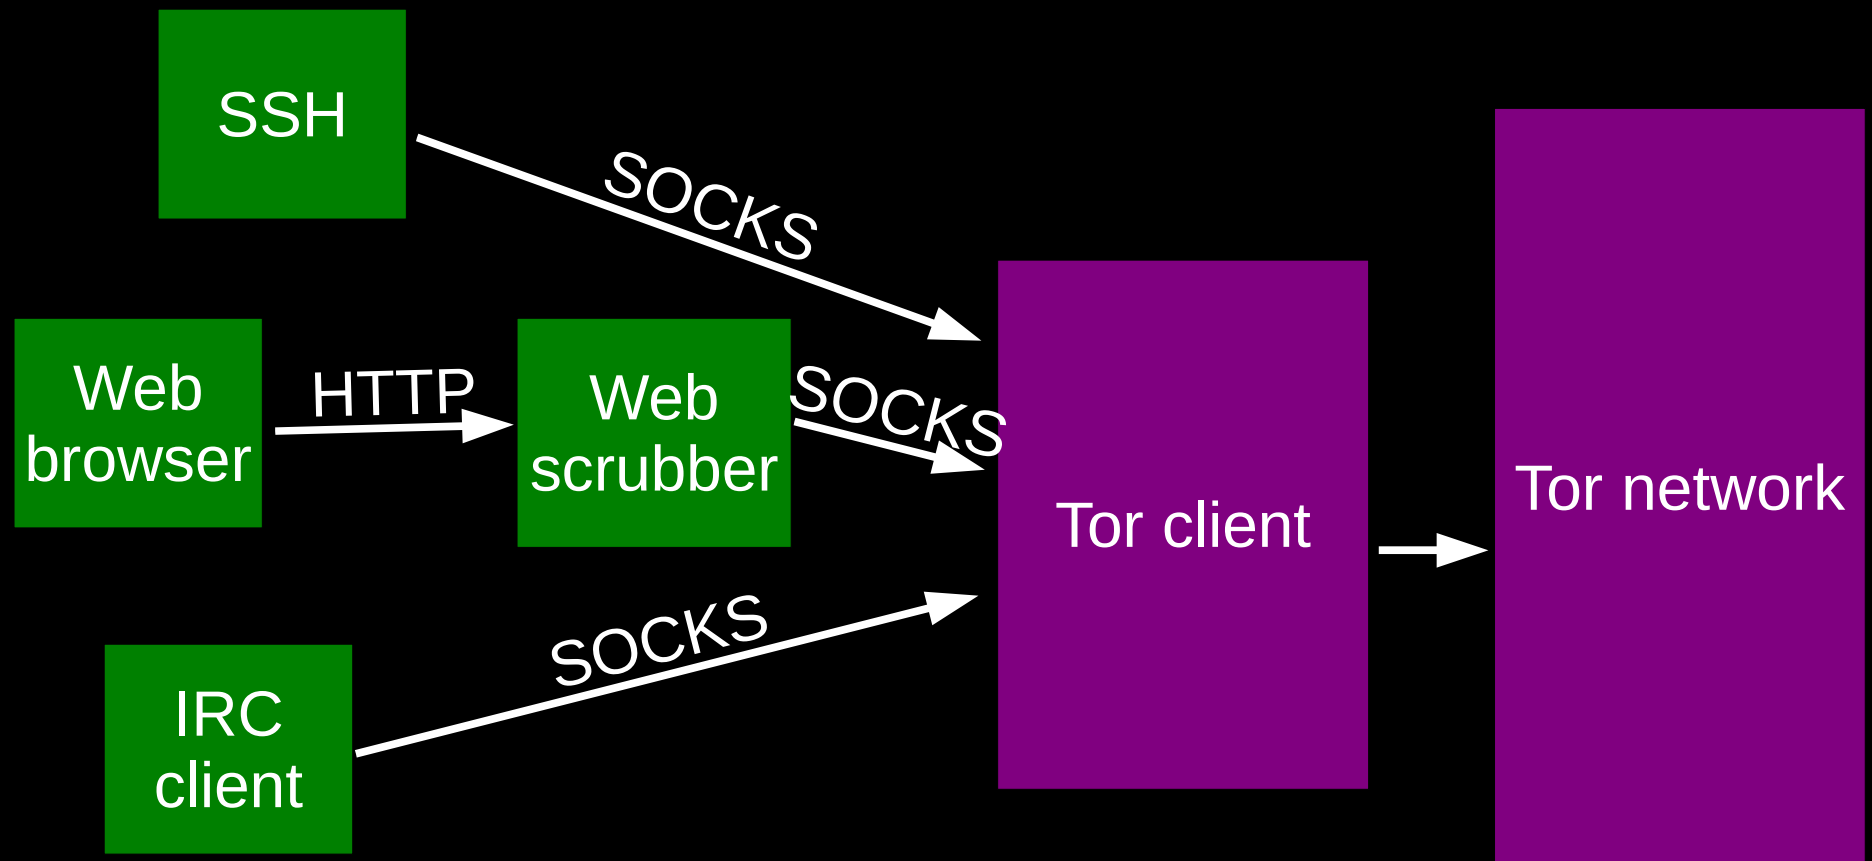 SSH
SOCKS
Web
browser
HTTP
Web
scrubber
SOCKS
Tor client
Tor network
SOCKS
IRC
client